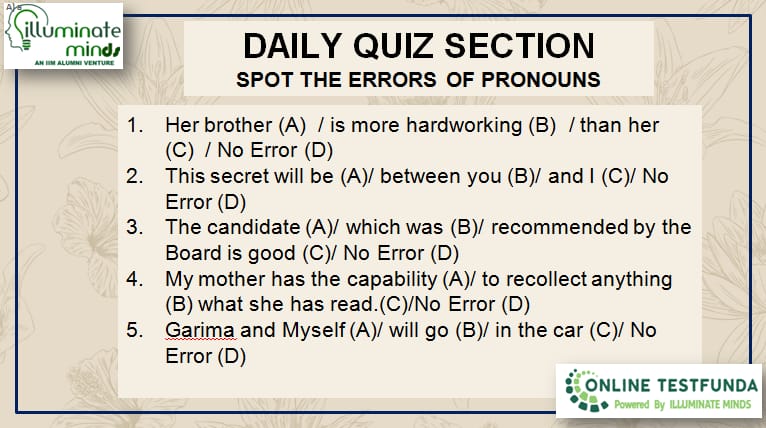 Als
illuminate
minds
AN IIM ALUMNI VENTURE
DAILY QUIZ SECTION
SPOT THE ERRORS OF PRONOUNS
1. Her brother (A) / is more hardworking (B) / than her
(C) / No Error (D)
2. This secret will be (A)/ between you (B)/ and I (C)/ No
Error (D)
3. The candidate (A)/ which was (B)/ recommended by the
Board is good (C)/ No Error (D)
4. My mother has the capability (A)/ to recollect anything
(B) what she has read.(C)/No Error (D)
5. Garima and Myself (A)/ will go (B)/ in the car (C)/ No
Error (D)
ONLINE TESTFUNDA
Powered By ILLUMINATE MINDS